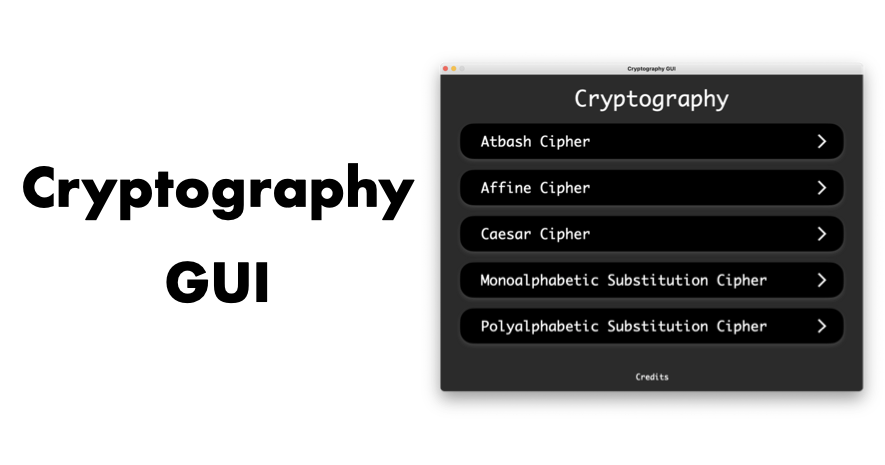 Cryptography
GUI
Cryptography GUI
Cryptography
Atbash Cipher
Affine Cipher
Caesar Cipher
Monoalphabetic Substitution Cipher
Polyalphabetic Substitution Cipher
Credits